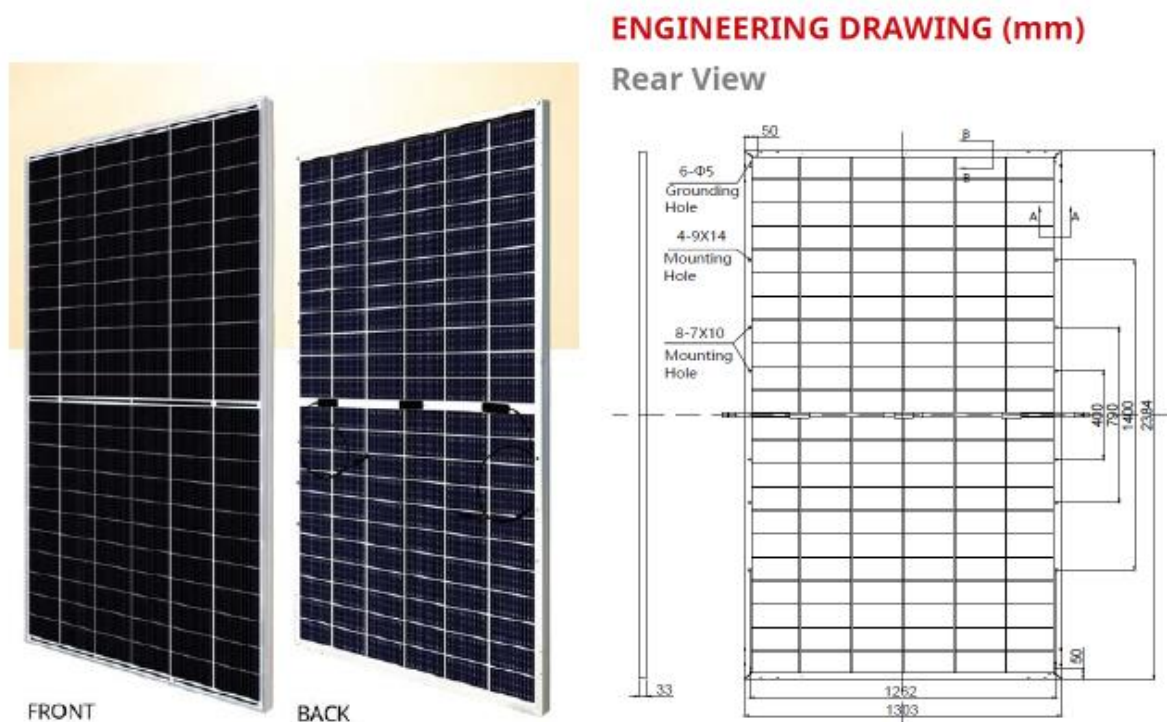 ENGINEERING DRAWING (mm)
Rear View
50
B
B
6-Φ5
Grounding
Hole
A
A
4-9X14
Mounting
Hole
8-7X10
Mounting
Hole
400
790
1400
2384
50
33
1262
1303
FRONT
BACK